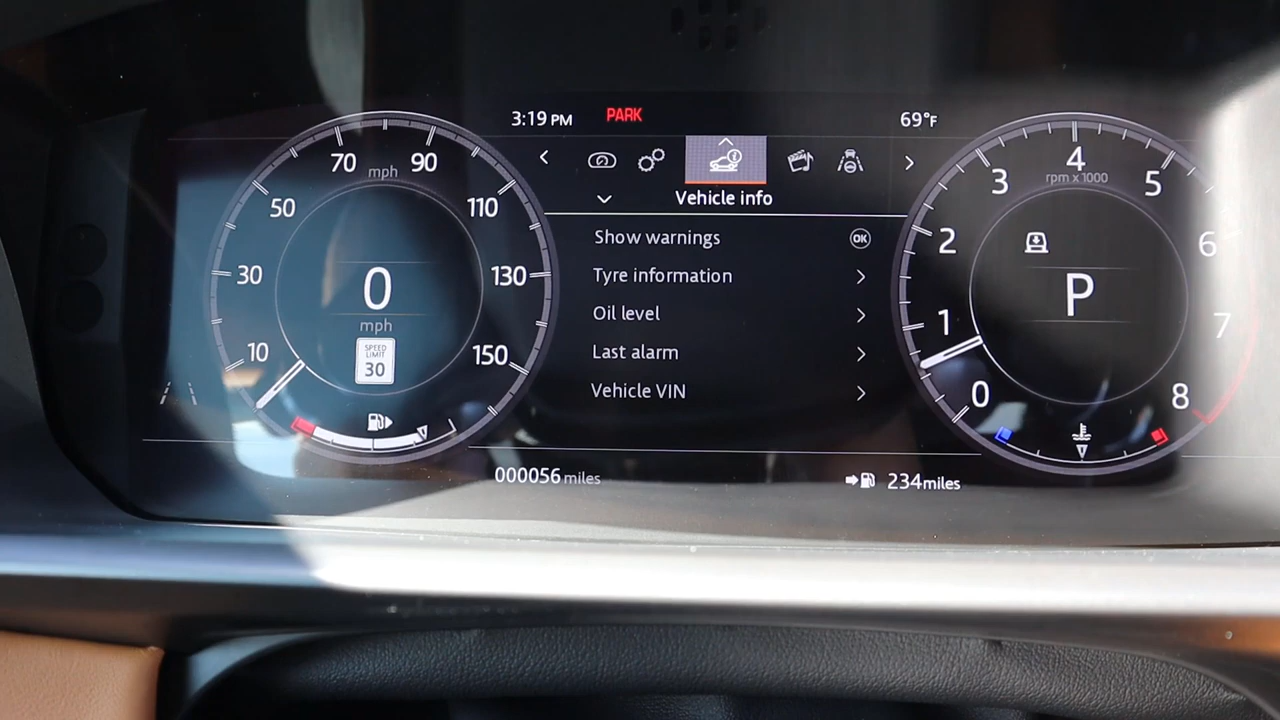 3:19 PM PARK 69°F
Vehicle info
Show warnings OK
Tyre information
Oil level
Last alarm
Vehicle VIN
10 30 50 70 90 110 130 150
mph
0
mph
SPEED
LIMIT
30
0 1 2 3 4 5 6 7 8
rpm x 1000
P
000056 miles
234 miles